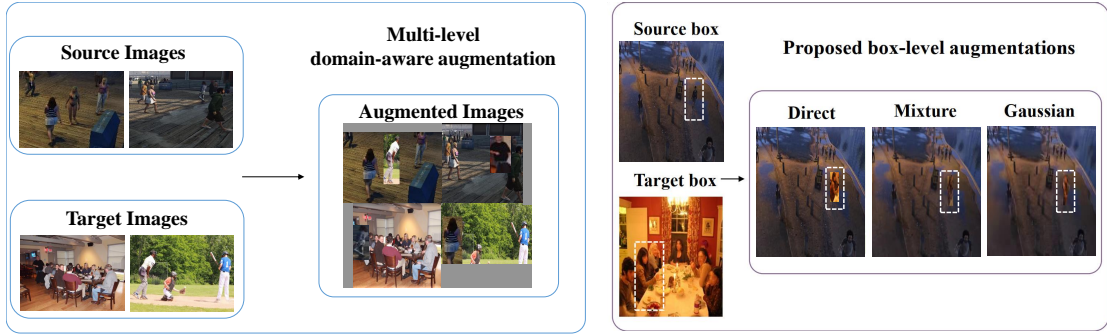 Source Images
Target Images
Multi-level
domain-aware augmentation
Augmented Images
Source box
Target box
Proposed box-level augmentations
Direct
Mixture
Gaussian